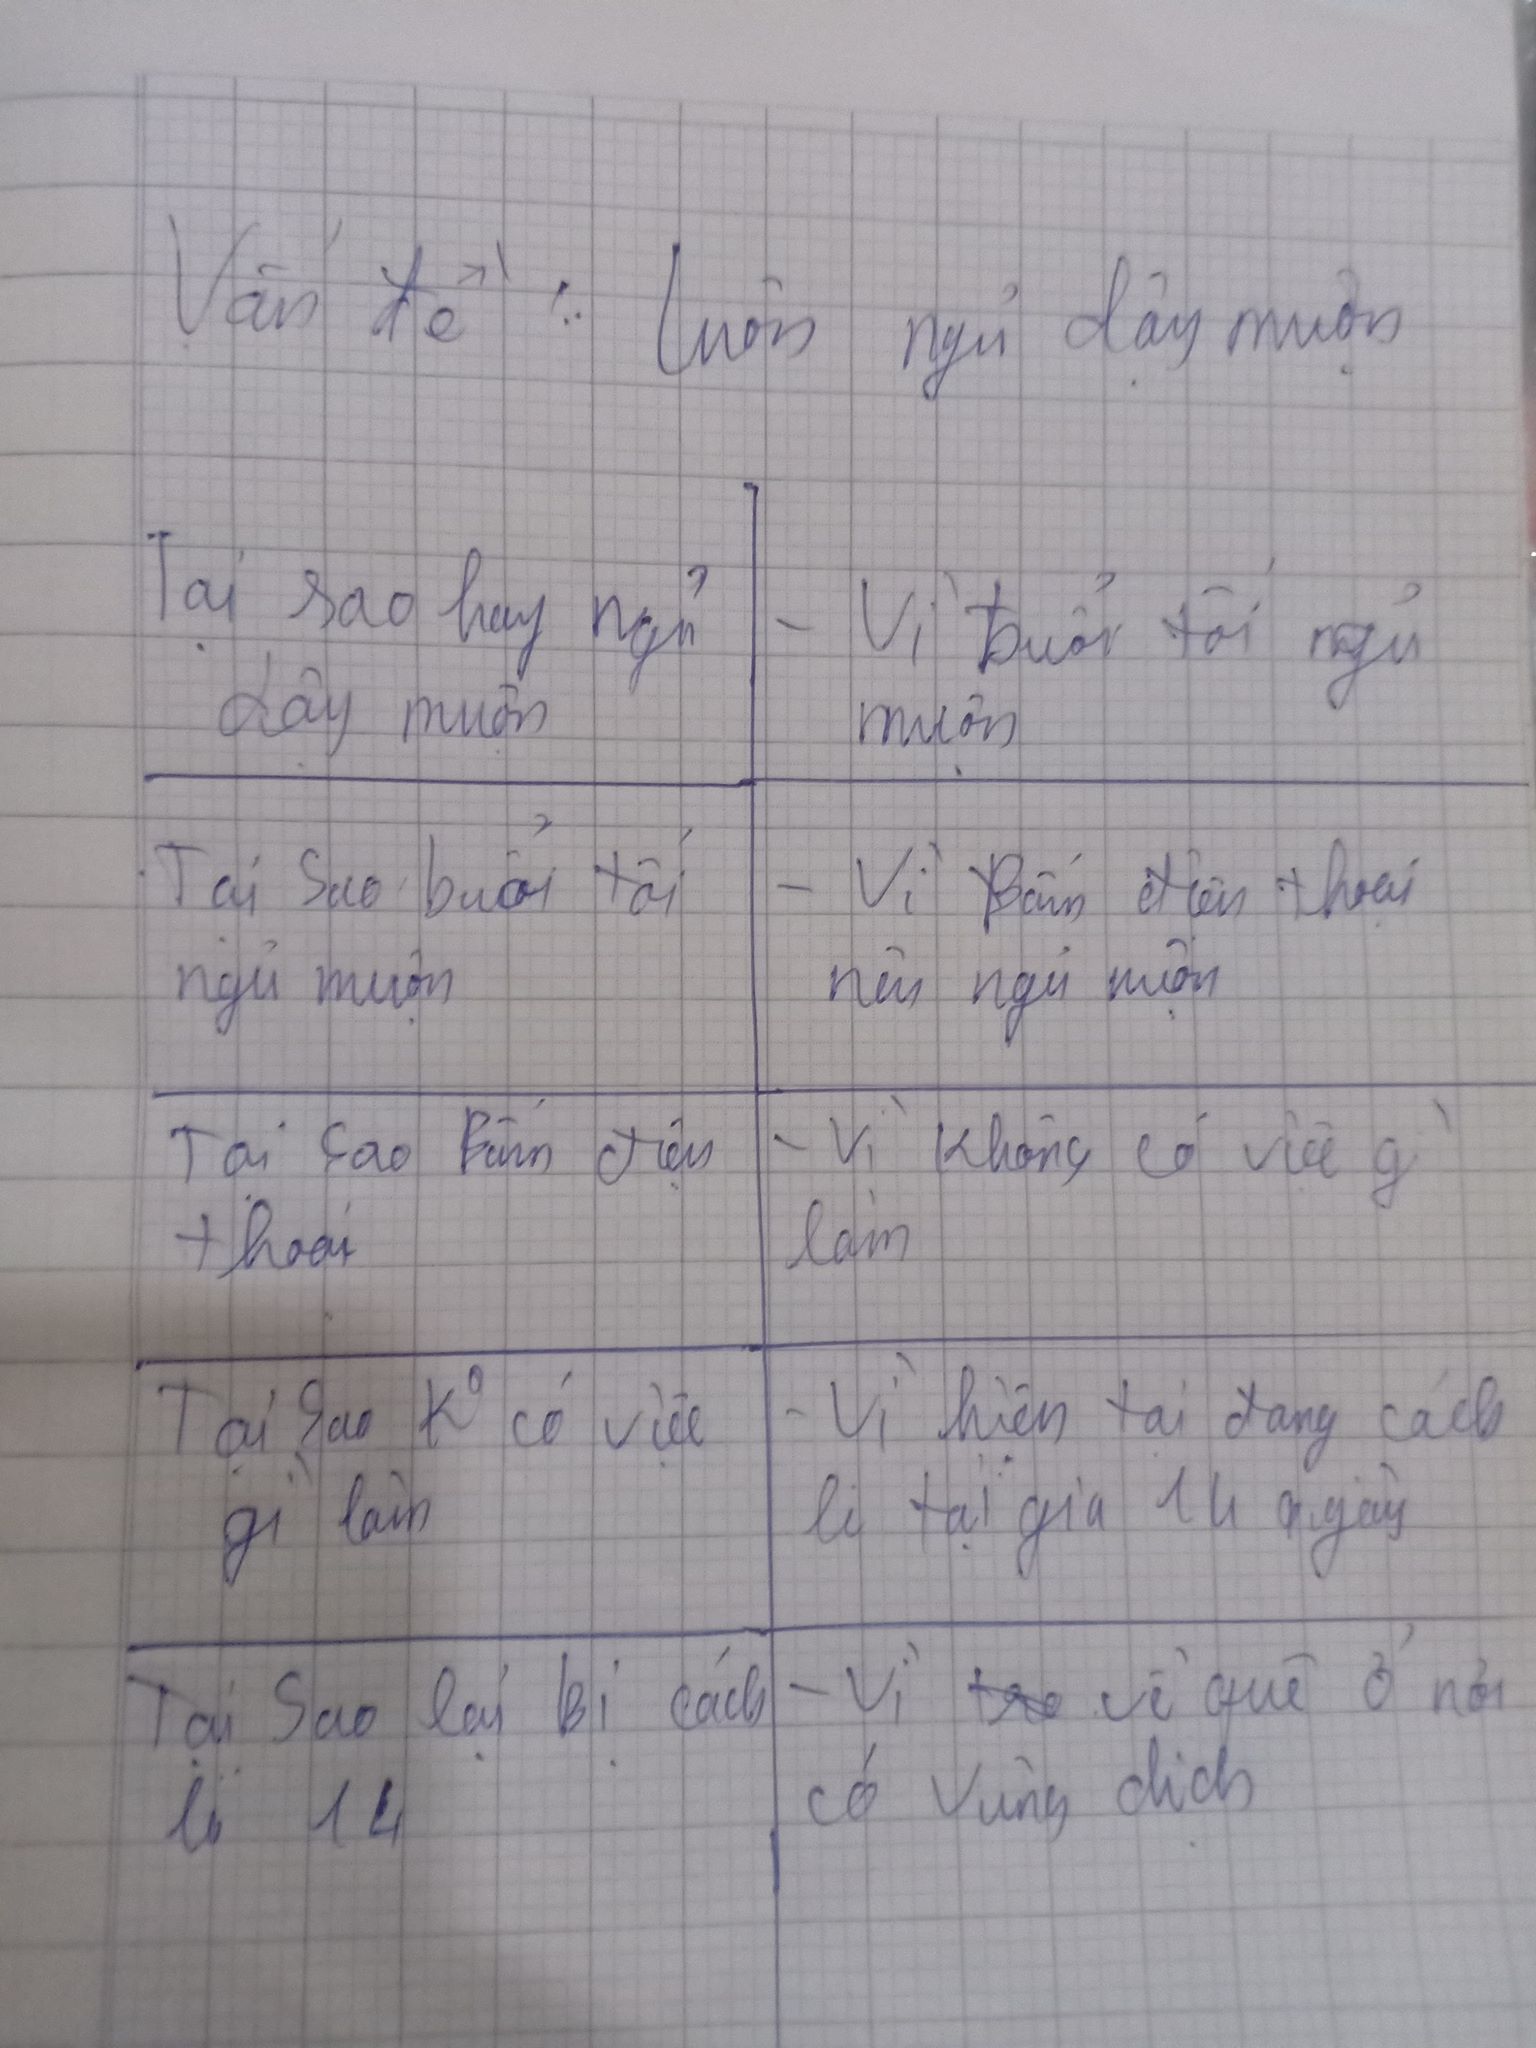 Vấn đề : luôn ngủ dậy muộn
Tại sao hay ngủ
dậy muộn
- Vì buổi tối ngủ
muộn
Tại Sao buổi tối
ngủ muộn
- Vì Bấm điện thoại
nên ngủ muộn
Tại Sao Bấm điện
thoại
- Vì không có việc gì
làm
Tại Sao K⁰ có việc
gì làm
- Vì hiện tại đang cách
li tại gia 14 ngày
Tại Sao lại bị cách
li 14
- Vì về quê ở nơi
có vùng dịch